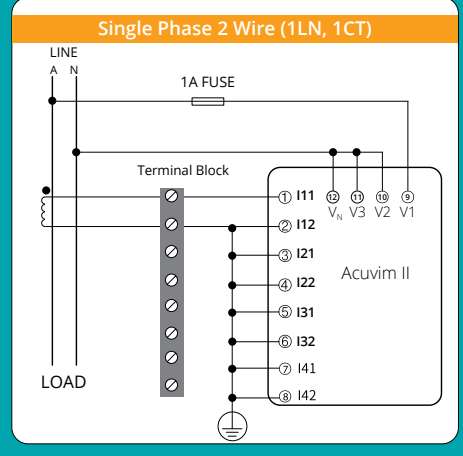 Single Phase 2 Wire (1LN, 1CT)
LINE
A N
1A FUSE
Terminal Block
12 11 10 9
VN V3 V2 V1
1 I11
2 I12
3 I21
4 I22
5 I31
6 I32
7 I41
8 I42
Acuvim II
LOAD